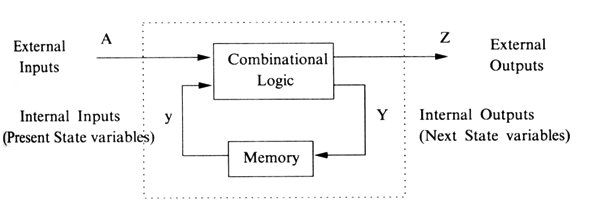 External
Inputs
A
Combinational
Logic
Z
External
Outputs
Internal Inputs
(Present State variables)
y
Y
Internal Outputs
(Next State variables)
Memory